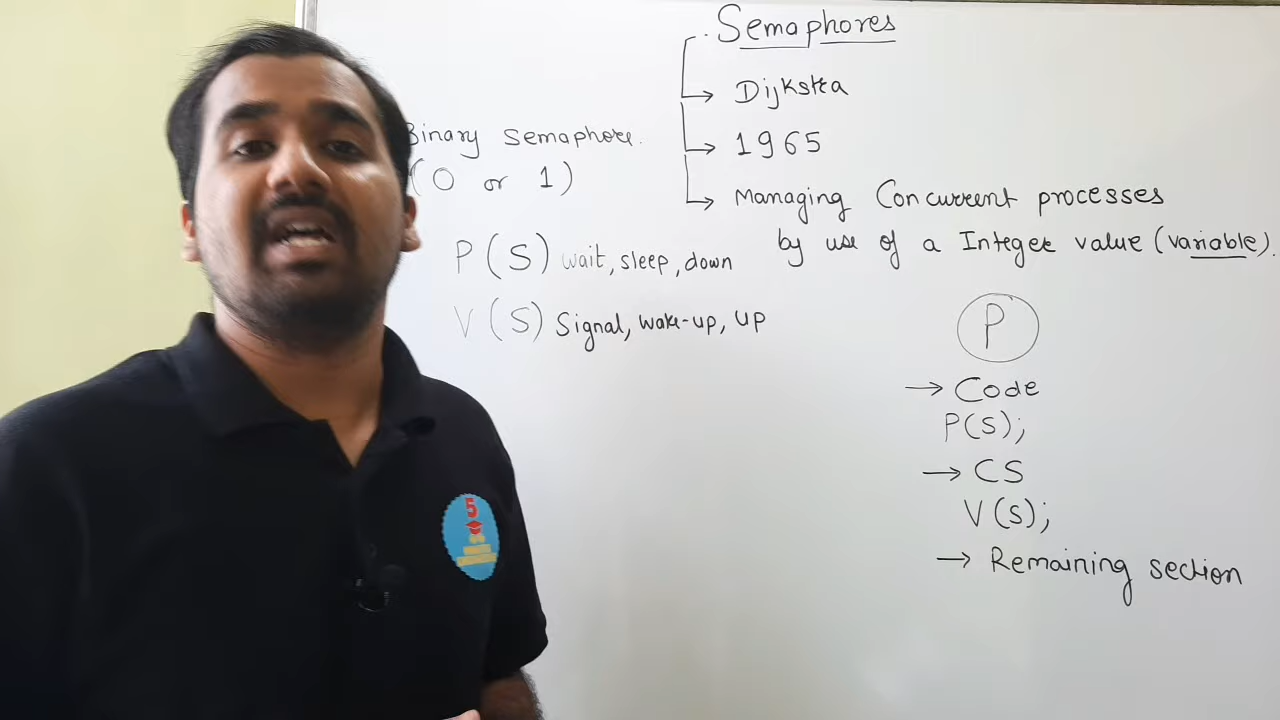 Semaphores
→ Dijkstra
→ 1965
→ Managing Concurrent processes
by use of a Integer value (variable).
Binary Semaphore.
(0 or 1)
P(S) wait, sleep, down
V(S) Signal, wake-up, up
P
→ Code
P(S);
→ CS
V(S);
→ Remaining section
5